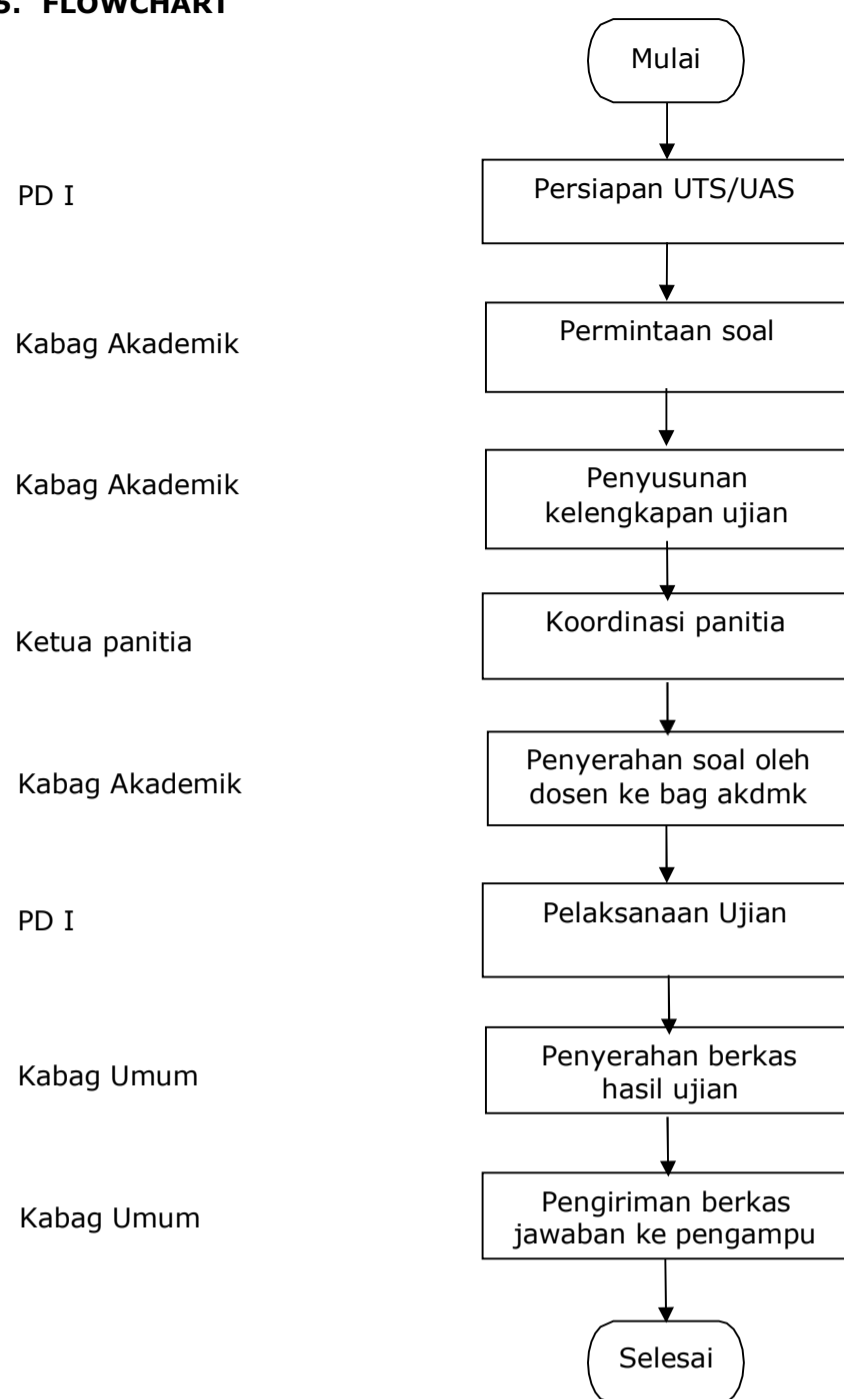 5. FLOWCHART
Mulai
PD I
Persiapan UTS/UAS
Kabag Akademik
Permintaan soal
Kabag Akademik
Penyusunan
kelengkapan ujian
Ketua panitia
Koordinasi panitia
Kabag Akademik
Penyerahan soal oleh
dosen ke bag akdmk
PD I
Pelaksanaan Ujian
Kabag Umum
Penyerahan berkas
hasil ujian
Kabag Umum
Pengiriman berkas
jawaban ke pengampu
Selesai